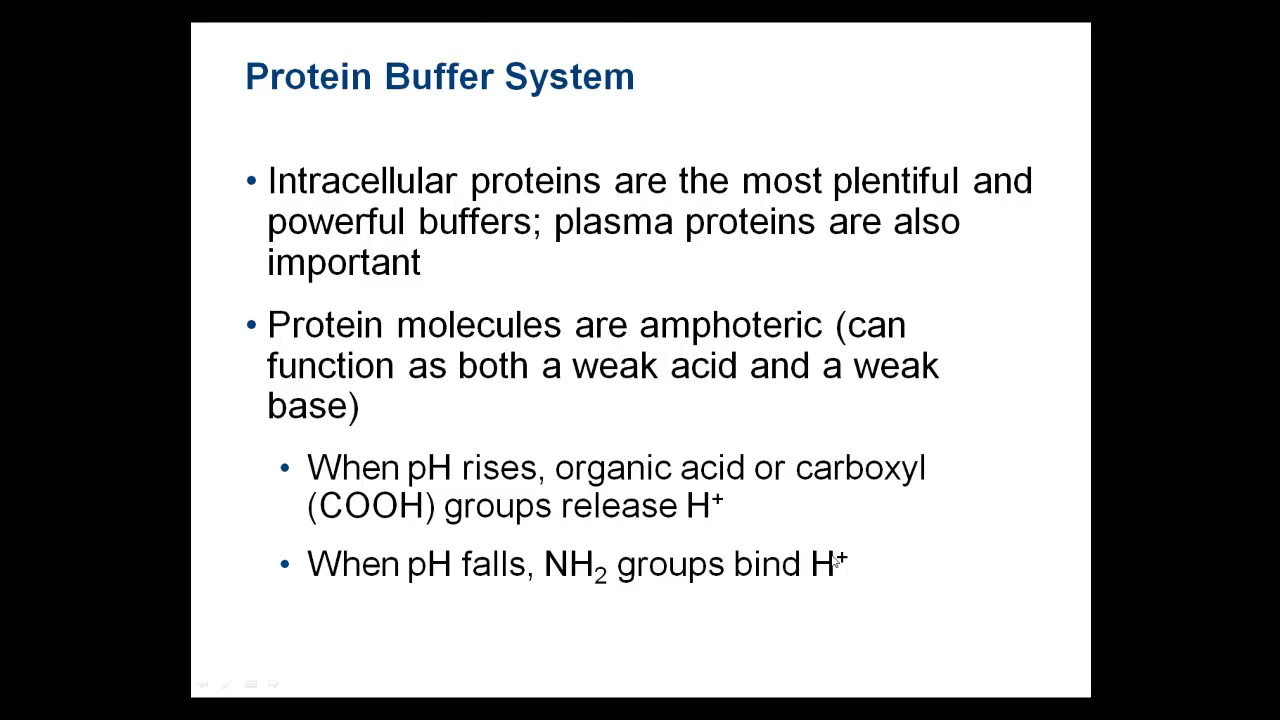 Protein Buffer System
• Intracellular proteins are the most plentiful and
powerful buffers; plasma proteins are also
important
• Protein molecules are amphoteric (can
function as both a weak acid and a weak
base)
• When pH rises, organic acid or carboxyl
(COOH) groups release H⁺
• When pH falls, NH₂ groups bind H⁺